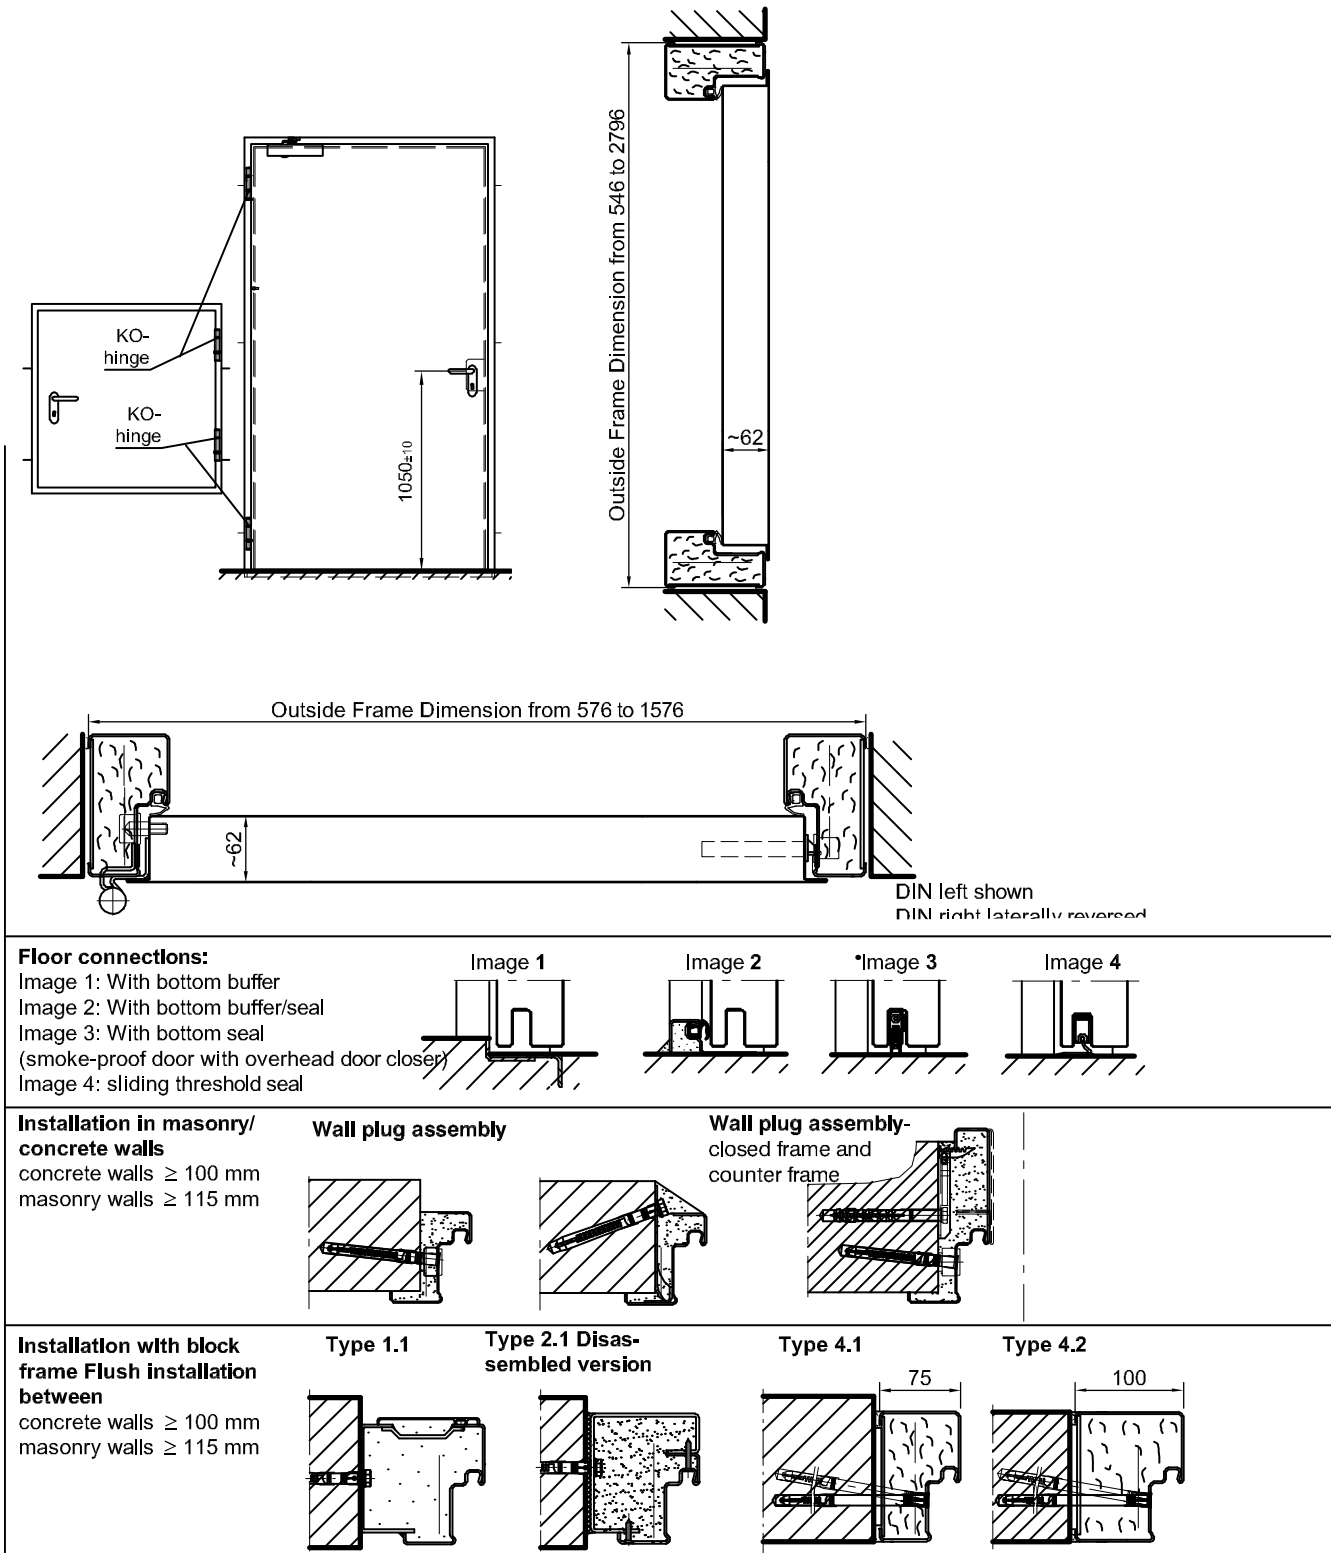 Outside Frame Dimension from 546 to 2796
KO-
hinge
KO-
hinge
1050±10
~62
Outside Frame Dimension from 576 to 1576
~62
DIN left shown
DIN right laterally reversed
Floor connections:
Image 1: With bottom buffer
Image 2: With bottom buffer/seal
Image 3: With bottom seal
(smoke-proof door with overhead door closer)
Image 4: sliding threshold seal
Image 1
Image 2
Image 3
Image 4
Installation in masonry/
concrete walls
concrete walls ≥ 100 mm
masonry walls ≥ 115 mm
Wall plug assembly
Wall plug assembly-
closed frame and
counter frame
Installation with block
frame Flush installation
between
concrete walls ≥ 100 mm
masonry walls ≥ 115 mm
Type 1.1
Type 2.1 Disas-
sembled version
Type 4.1
75
Type 4.2
100